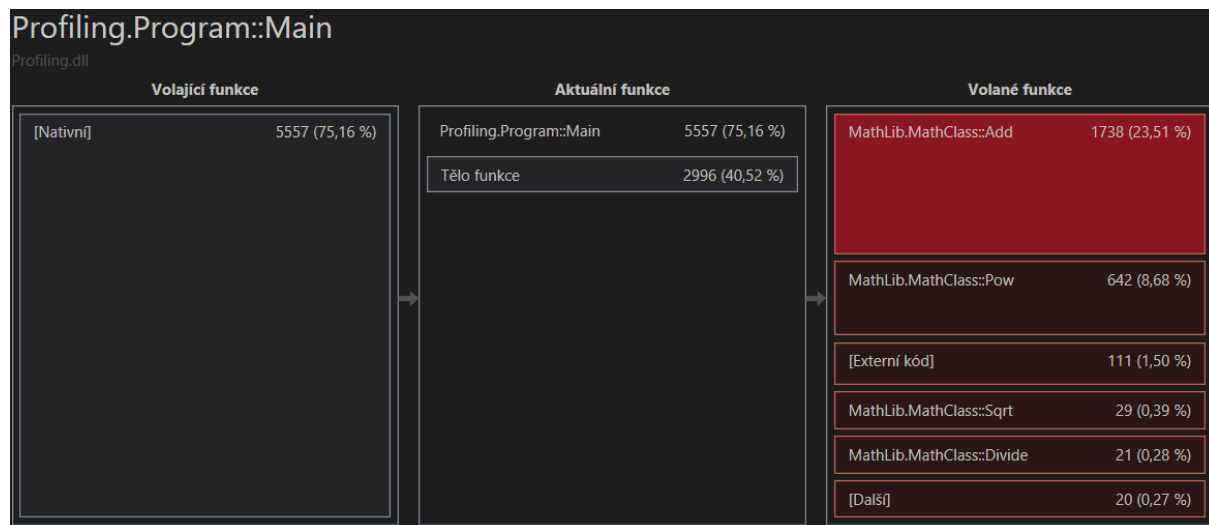 Profiling.Program::Main
Profiling.dll
Volající funkce
[Nativní] 5557 (75,16 %)
Aktuální funkce
Profiling.Program::Main 5557 (75,16 %)
Tělo funkce 2996 (40,52 %)
Volané funkce
MathLib.MathClass::Add 1738 (23,51 %)
MathLib.MathClass::Pow 642 (8,68 %)
[Externí kód] 111 (1,50 %)
MathLib.MathClass::Sqrt 29 (0,39 %)
MathLib.MathClass::Divide 21 (0,28 %)
[Další] 20 (0,27 %)